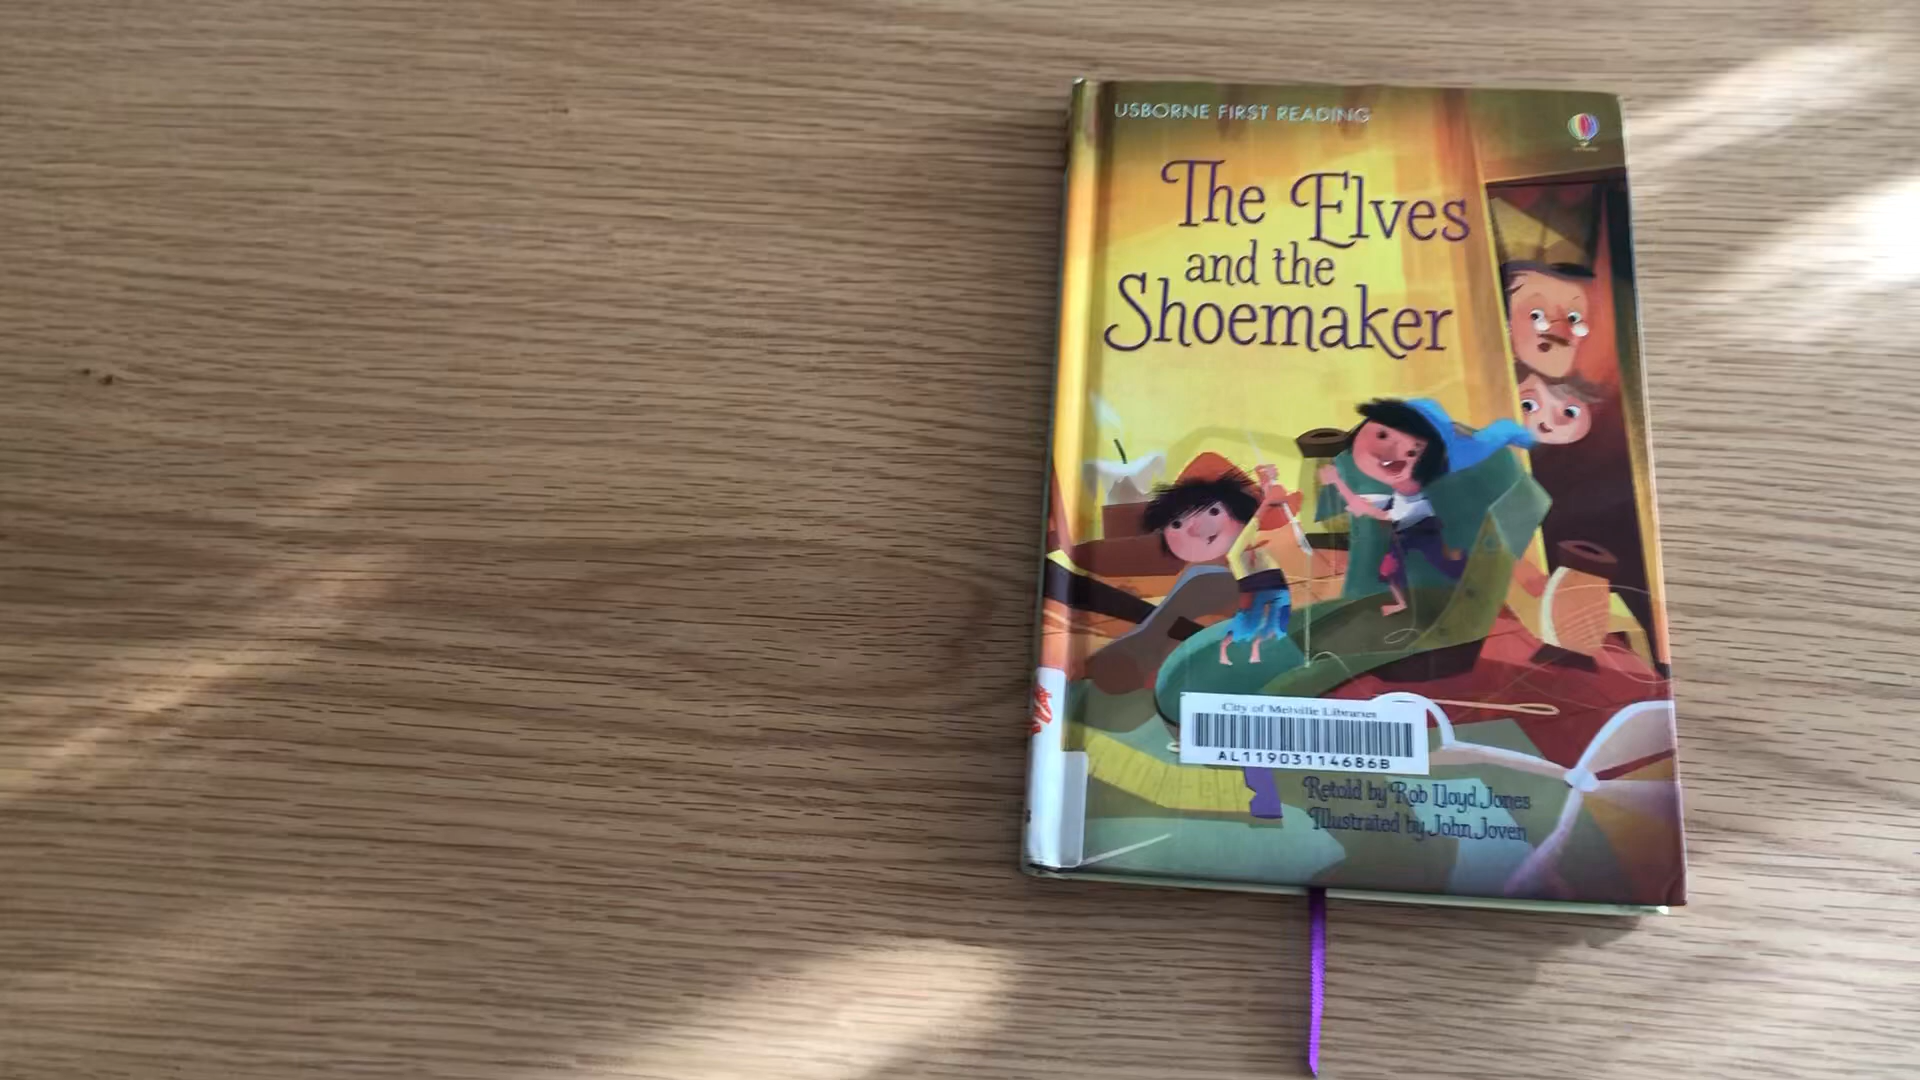 USBORNE FIRST READING
The Elves
and the
Shoemaker
City of Melville Libraries
AL11903114686B
Retold by Rob Lloyd Jones
Illustrated by John Joven